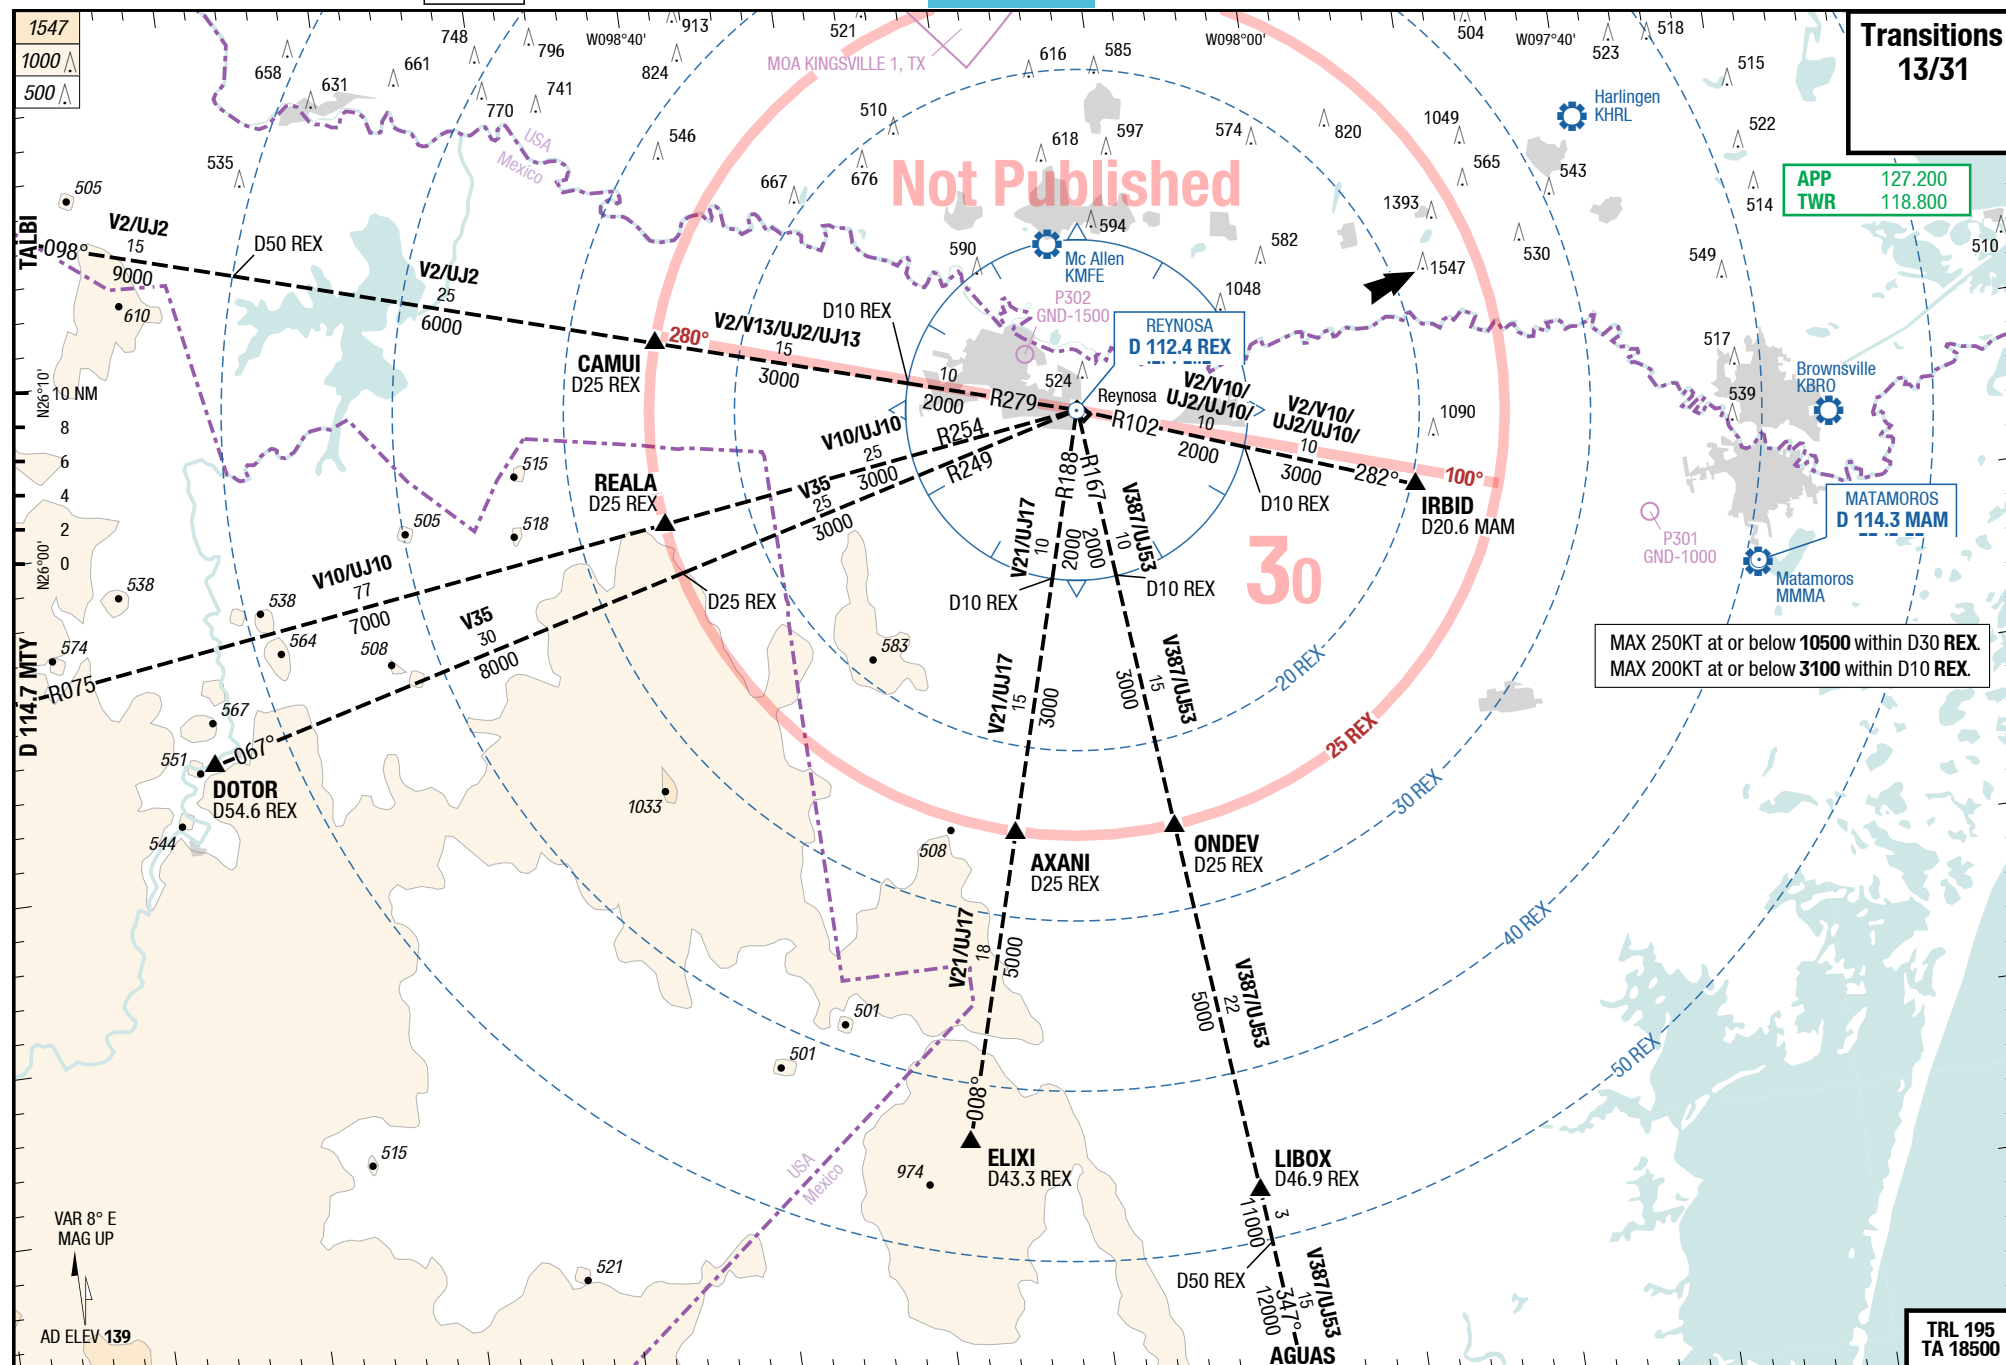 1547
1000
500
658
748
631
661
796
770
741
W098°40'
913
824
521
MOA KINGSVILLE 1, TX
616
585
W098°00'
504
W097°40'
523
518
515
Transitions
13/31
Harlingen
KHRL
522
514
510
549
APP 127.200
TWR 118.800
535
505
546
510
618
597
574
820
1049
565
543
667
676
Not Published
594
590
582
1393
530
1547
1048
USA
Mexico
TALBI
098°
V2/UJ2
15
9000
D50 REX
V2/UJ2
25
6000
610
CAMUI
D25 REX
280°
V2/V13/UJ2/UJ13
15
3000
D10 REX
10
2000
R279
Mc Allen
KMFE
P302
GND-1500
REYNOSA
D 112.4 REX
524
Reynosa
R102
V2/V10/
UJ2/UJ10/
10
2000
V2/V10/
UJ2/UJ10/
10
3000
282°
100°
D10 REX
IRBID
D20.6 MAM
1090
517
539
Brownsville
KBRO
MATAMOROS
D 114.3 MAM
P301
GND-1000
Matamoros
MMMA
MAX 250KT at or below 10500 within D30 REX.
MAX 200KT at or below 3100 within D10 REX.
N26°10'
10 NM
8
6
4
2
0
N26°00'
515
505
518
REALA
D25 REX
V10/UJ10
25
3000
R254
V35
25
3000
R249
D25 REX
V10/UJ10
77
7000
V35
30
8000
538
538
564
508
574
D 114.7 MTY
R075
567
551
067°
DOTOR
D54.6 REX
544
583
1033
508
R188
V21/UJ17
10
2000
D10 REX
R167
V387/UJ53
10
2000
D10 REX
30
V21/UJ17
15
3000
V387/UJ53
15
3000
20 REX
25 REX
30 REX
40 REX
50 REX
AXANI
D25 REX
ONDEV
D25 REX
V21/UJ17
18
5000
V387/UJ53
22
5000
501
501
008°
ELIXI
D43.3 REX
974
USA
Mexico
515
521
LIBOX
D46.9 REX
3
11000
D50 REX
V387/UJ53
15
347°
12000
AGUAS
VAR 8° E
MAG UP
AD ELEV 139
TRL 195
TA 18500